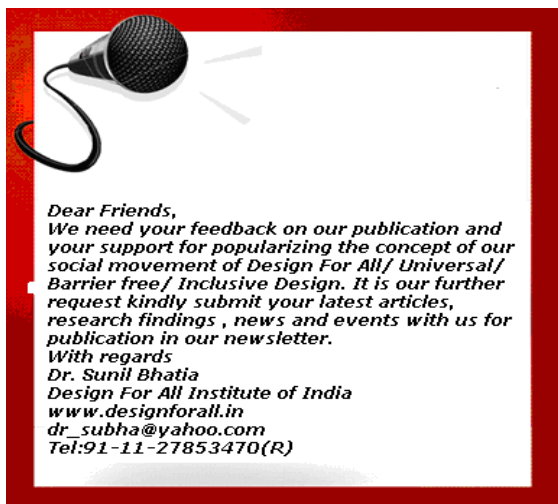 Dear Friends,
We need your feedback on our publication and
your support for popularizing the concept of our
social movement of Design For All/ Universal/
Barrier free/ Inclusive Design. It is our further
request kindly submit your latest articles,
research findings , news and events with us for
publication in our newsletter.
With regards
Dr. Sunil Bhatia
Design For All Institute of India
www.designforall.in
dr_subha@yahoo.com
Tel:91-11-27853470(R)